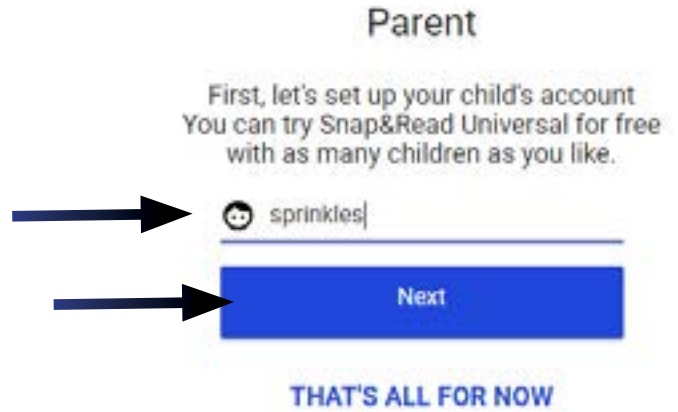 Parent
First, let's set up your child's account
You can try Snap&Read Universal for free
with as many children as you like.
sprinkles
Next
THAT'S ALL FOR NOW